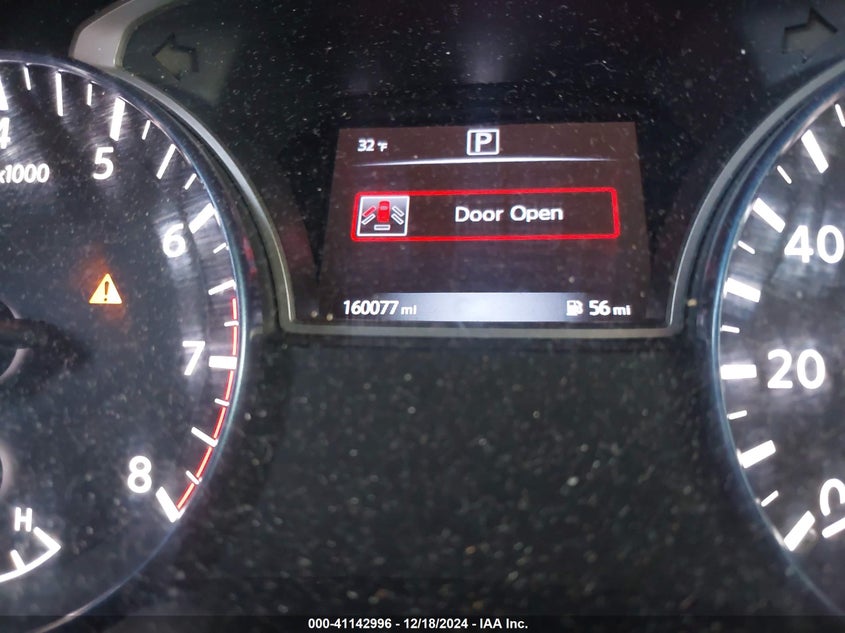 32 °F
P
Door Open
160077 mi
56 mi
4
5
x1000
6
7
8
H
40
20
000-41142996 - 12/18/2024 - IAA Inc.